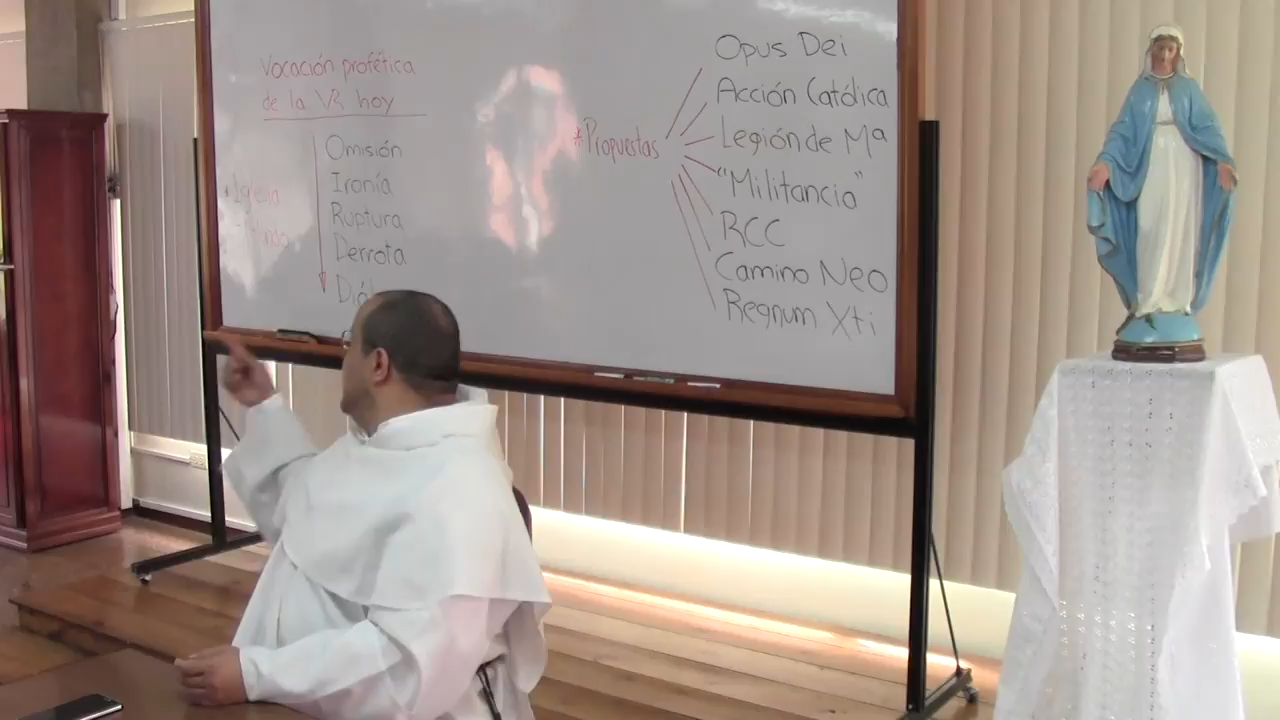 Vocación profética
de la VR hoy
Omisión
Ironía
Ruptura
Derrota
Iglesia
* Propuestas
Opus Dei
Acción Católica
Legión de Mª
"Militancia"
RCC
Camino Neo
Regnum Xti